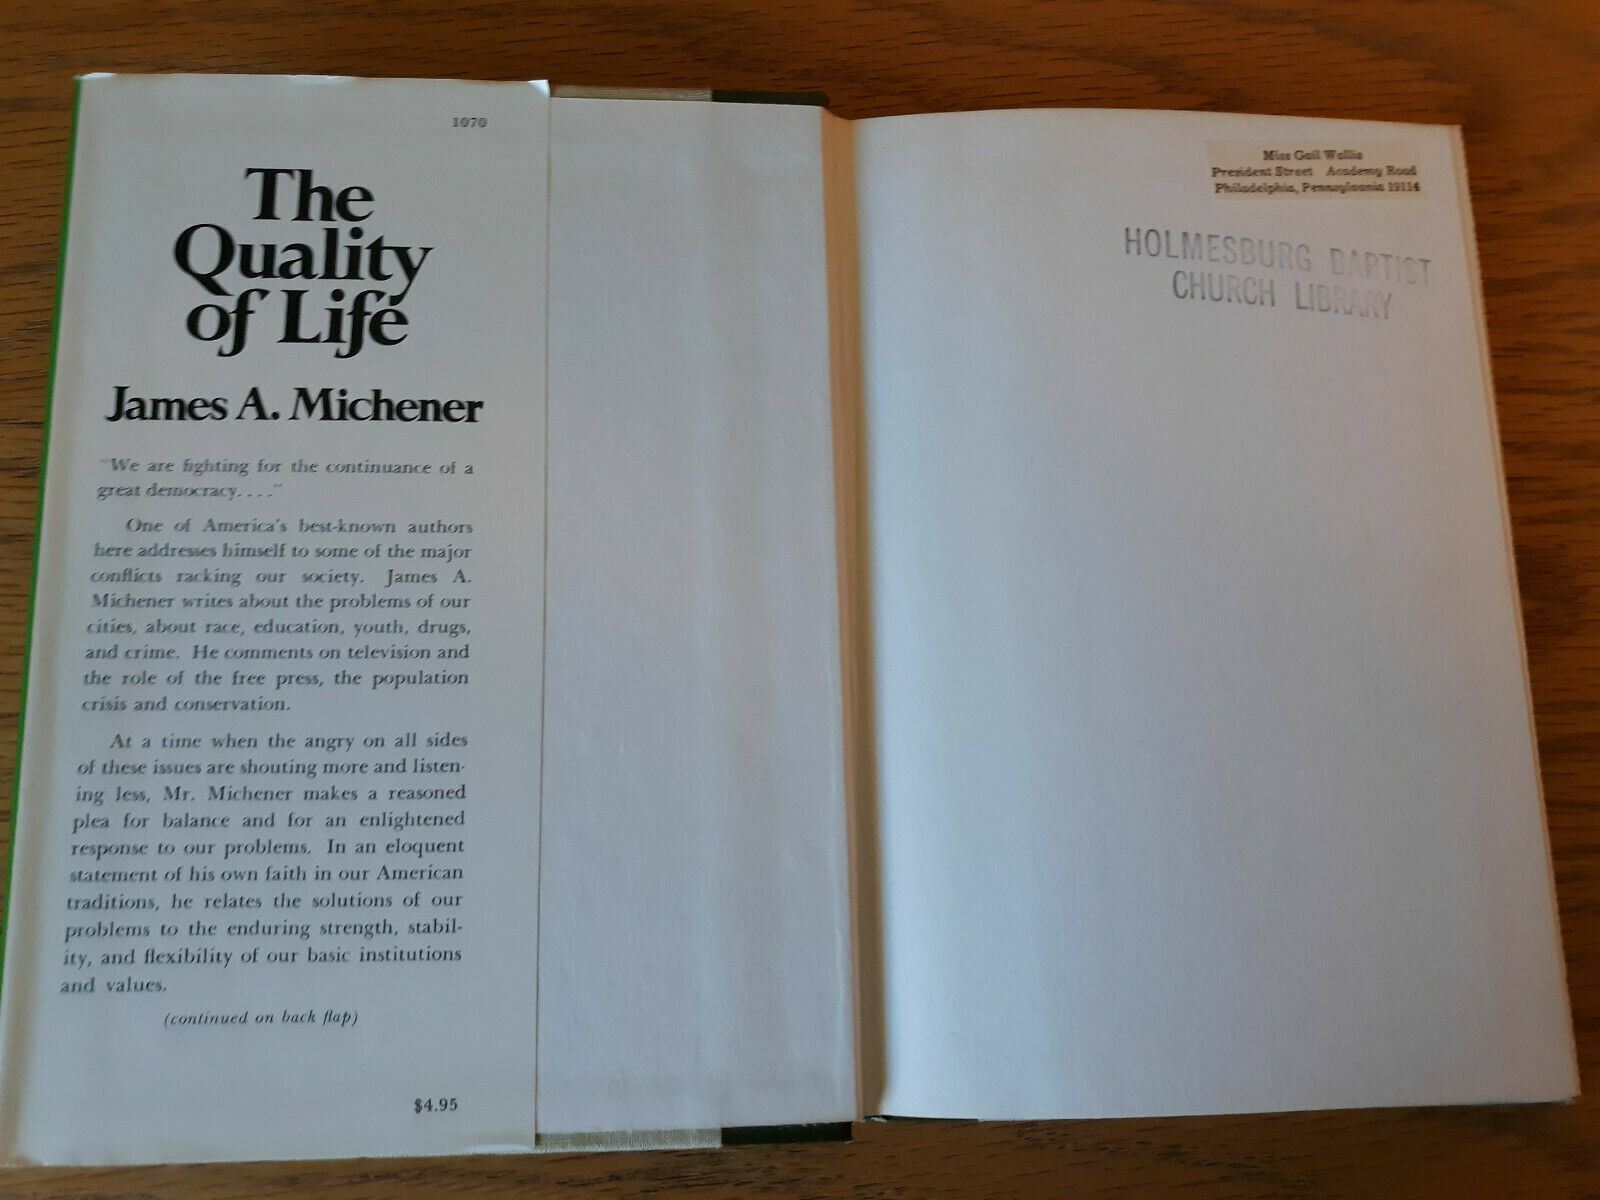 1070
The
Quality
of Life
James A. Michener
"We are fighting for the continuance of a
great democracy. . . ."
One of America's best-known authors
here addresses himself to some of the major
conflicts racking our society. James A.
Michener writes about the problems of our
cities, about race, education, youth, drugs,
and crime. He comments on television and
the role of the free press, the population
crisis and conservation.
At a time when the angry on all sides
of these issues are shouting more and listen-
ing less, Mr. Michener makes a reasoned
plea for balance and for an enlightened
response to our problems. In an eloquent
statement of his own faith in our American
traditions, he relates the solutions of our
problems to the enduring strength, stabil-
ity, and flexibility of our basic institutions
and values.
(continued on back flap)
$4.95
Miss Gail Wallis
President Street Academy Road
Philadelphia, Pennsylvania 19114
HOLMESBURG BAPTIST
CHURCH LIBRARY